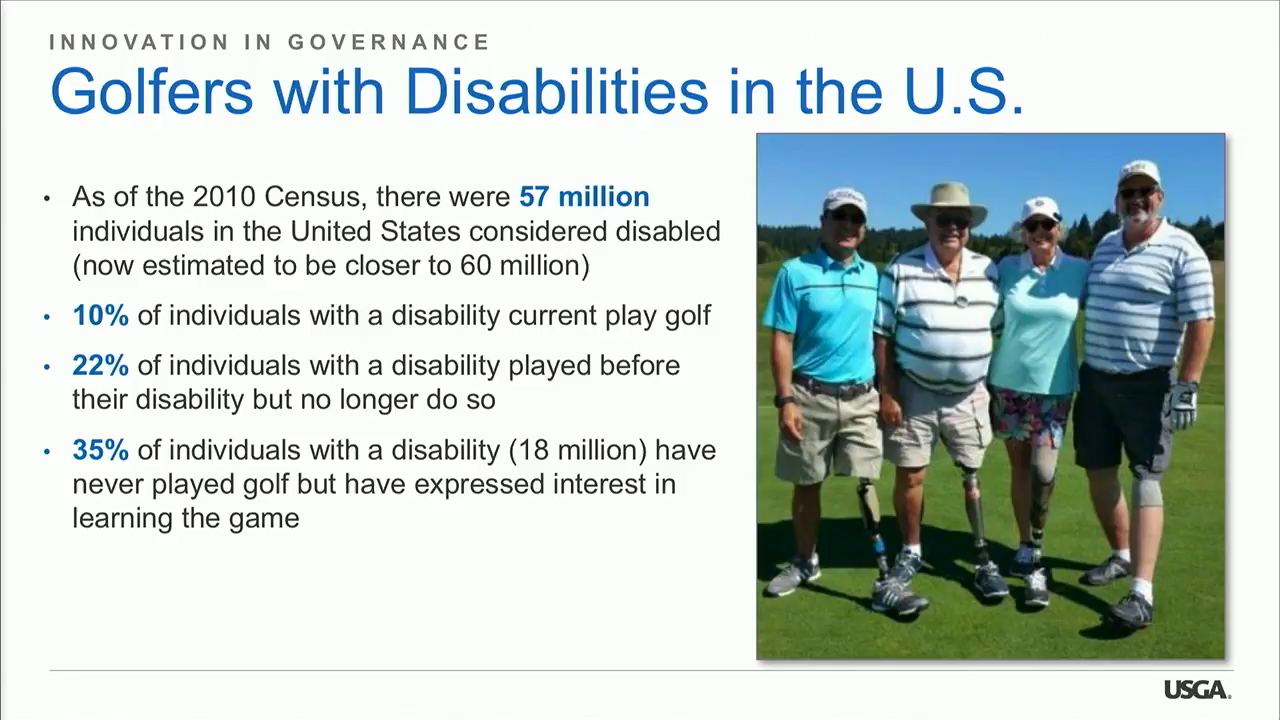 INNOVATION IN GOVERNANCE
Golfers with Disabilities in the U.S.
• As of the 2010 Census, there were 57 million
individuals in the United States considered disabled
(now estimated to be closer to 60 million)
• 10% of individuals with a disability current play golf
• 22% of individuals with a disability played before
their disability but no longer do so
• 35% of individuals with a disability (18 million) have
never played golf but have expressed interest in
learning the game
USGA.